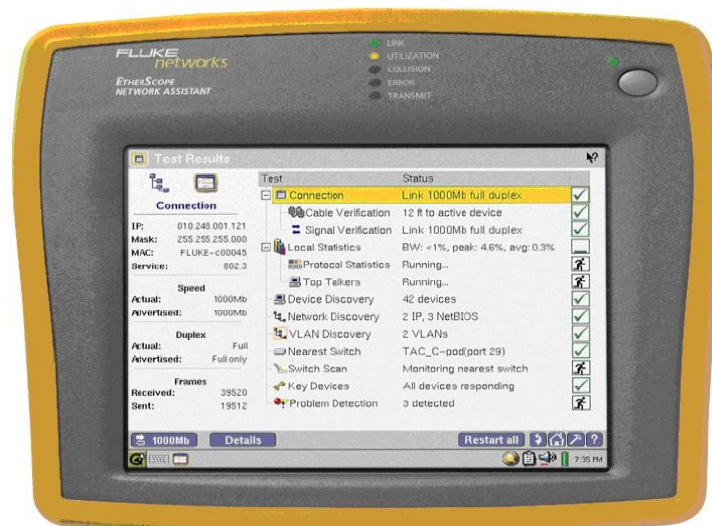 FLUKE
networks
ETHERSCOPE
NETWORK ASSISTANT
LINK
UTILIZATION
COLLISION
ERROR
TRANSMIT
Test Results
Connection
IP: 010.248.001.121
Mask: 255.255.255.000
MAC: FLUKE-c00045
Service: 802.3
Speed
Actual: 1000Mb
Advertised: 1000Mb
Duplex
Actual: Full
Advertised: Full only
Frames
Received: 39520
Sent: 19512
Test Status
Connection Link 1000Mb full duplex
Cable Verification 12 ft to active device
Signal Verification Link 1000Mb full duplex
Local Statistics BW: <1%, peak: 4.6%, avg: 0.3%
Protocol Statistics Running...
Top Talkers Running...
Device Discovery 42 devices
Network Discovery 2 IP, 3 NetBIOS
VLAN Discovery 2 VLANs
Nearest Switch TAC_C-pod(port 29)
Switch Scan Monitoring nearest switch
Key Devices All devices responding
Problem Detection 3 detected
1000Mb Details Restart all ?
7:35 PM